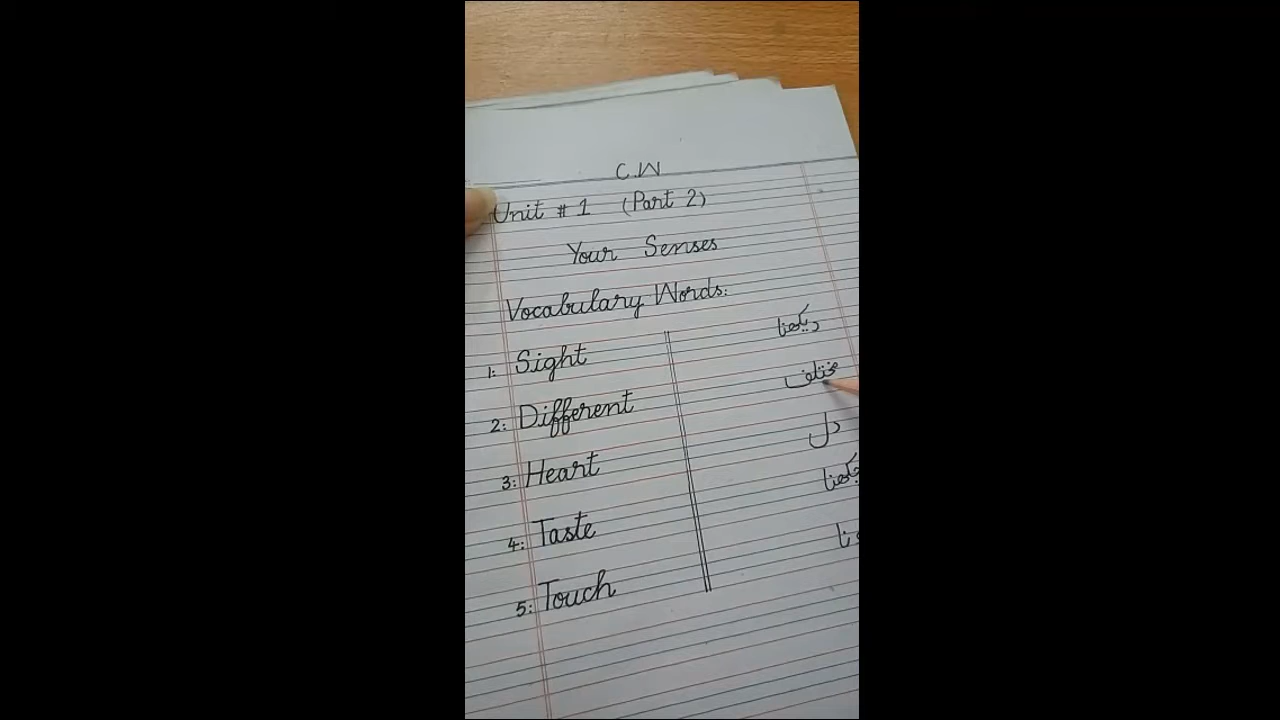 C.W
Unit # 1 (Part 2)
Your Senses
Vocabulary Words:
1: Sight دیکھنا
2: Different مختلف
3: Heart دل
4: Taste چکھنا
5: Touch